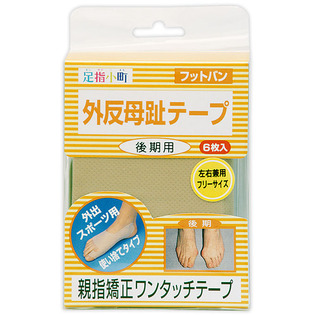 足指小町
フットバン
外反母趾テープ
後期用
6枚入
左右兼用
フリーサイズ
外出
スポーツ用
使い捨てタイプ
後期
親指矯正ワンタッチテープ